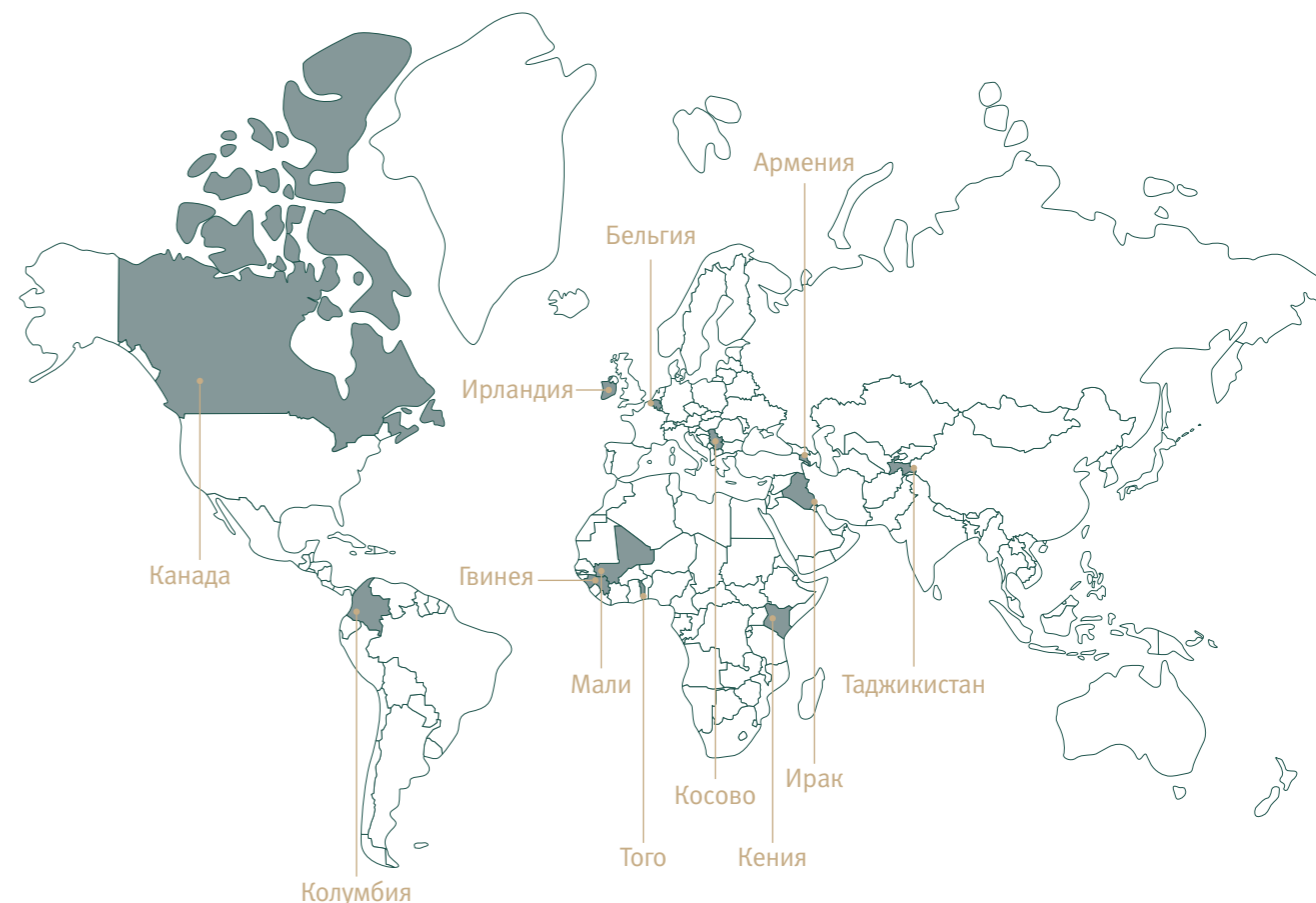 Армения
Бельгия
Ирландия
Канада
Гвинея
Мали
Таджикистан
Ирак
Косово
Того
Кения
Колумбия